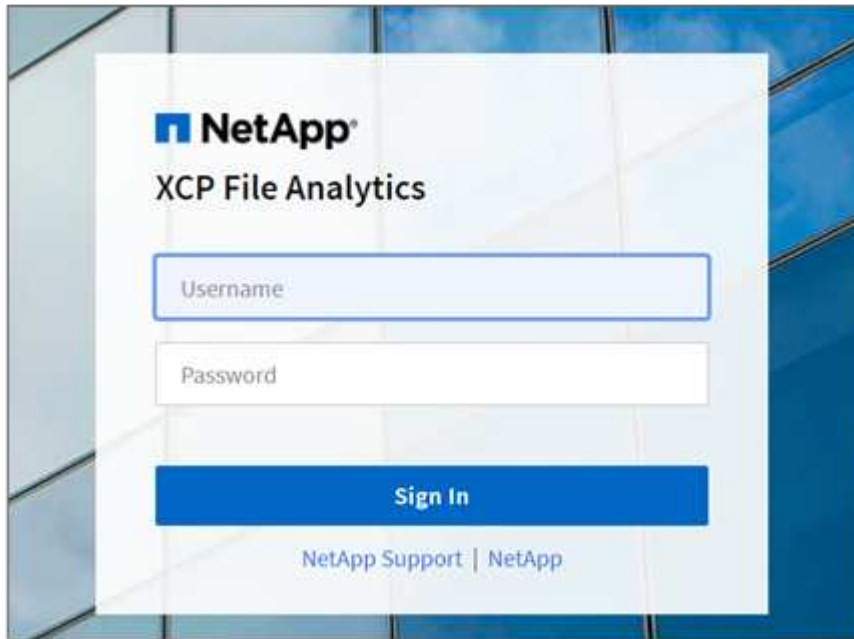 NetApp®
XCP File Analytics
Username
Password
Sign In
NetApp Support | NetApp